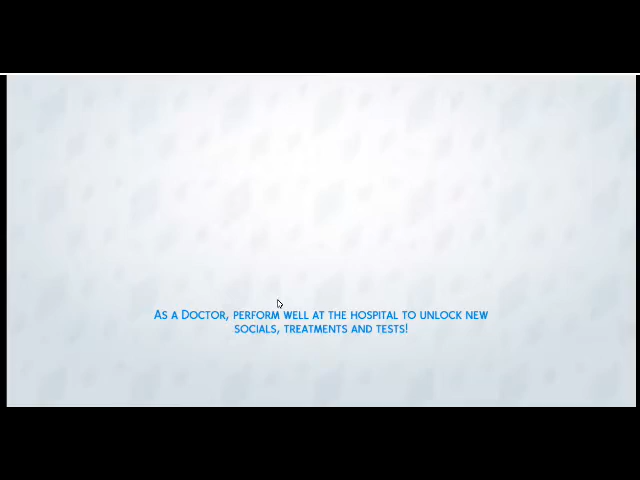 As a Doctor, perform well at the hospital to unlock new
socials, treatments and tests!